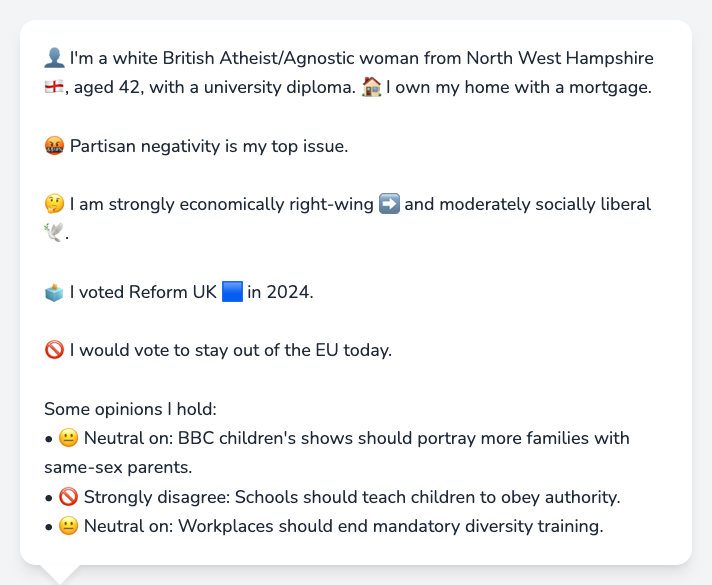 👤 I'm a white British Atheist/Agnostic woman from North West Hampshire
🏴󠁧󠁢󠁥󠁮󠁧󠁿, aged 42, with a university diploma. 🏠 I own my home with a mortgage.
🤬 Partisan negativity is my top issue.
🤔 I am strongly economically right-wing ➡️ and moderately socially liberal
🕊️.
🗳️ I voted Reform UK 🟦 in 2024.
🚫 I would vote to stay out of the EU today.
Some opinions I hold:
• 😐 Neutral on: BBC children's shows should portray more families with
same-sex parents.
• 🚫 Strongly disagree: Schools should teach children to obey authority.
• 😐 Neutral on: Workplaces should end mandatory diversity training.